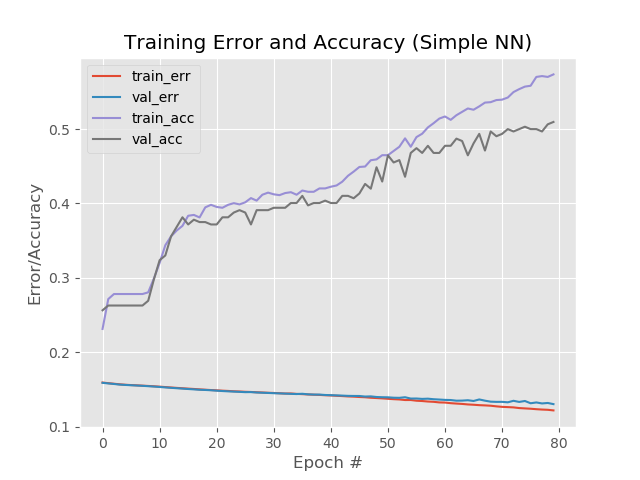 Training Error and Accuracy (Simple NN)
train_err
val_err
train_acc
val_acc
Error/Accuracy
0.5
0.4
0.3
0.2
0.1
0 10 20 30 40 50 60 70 80
Epoch #